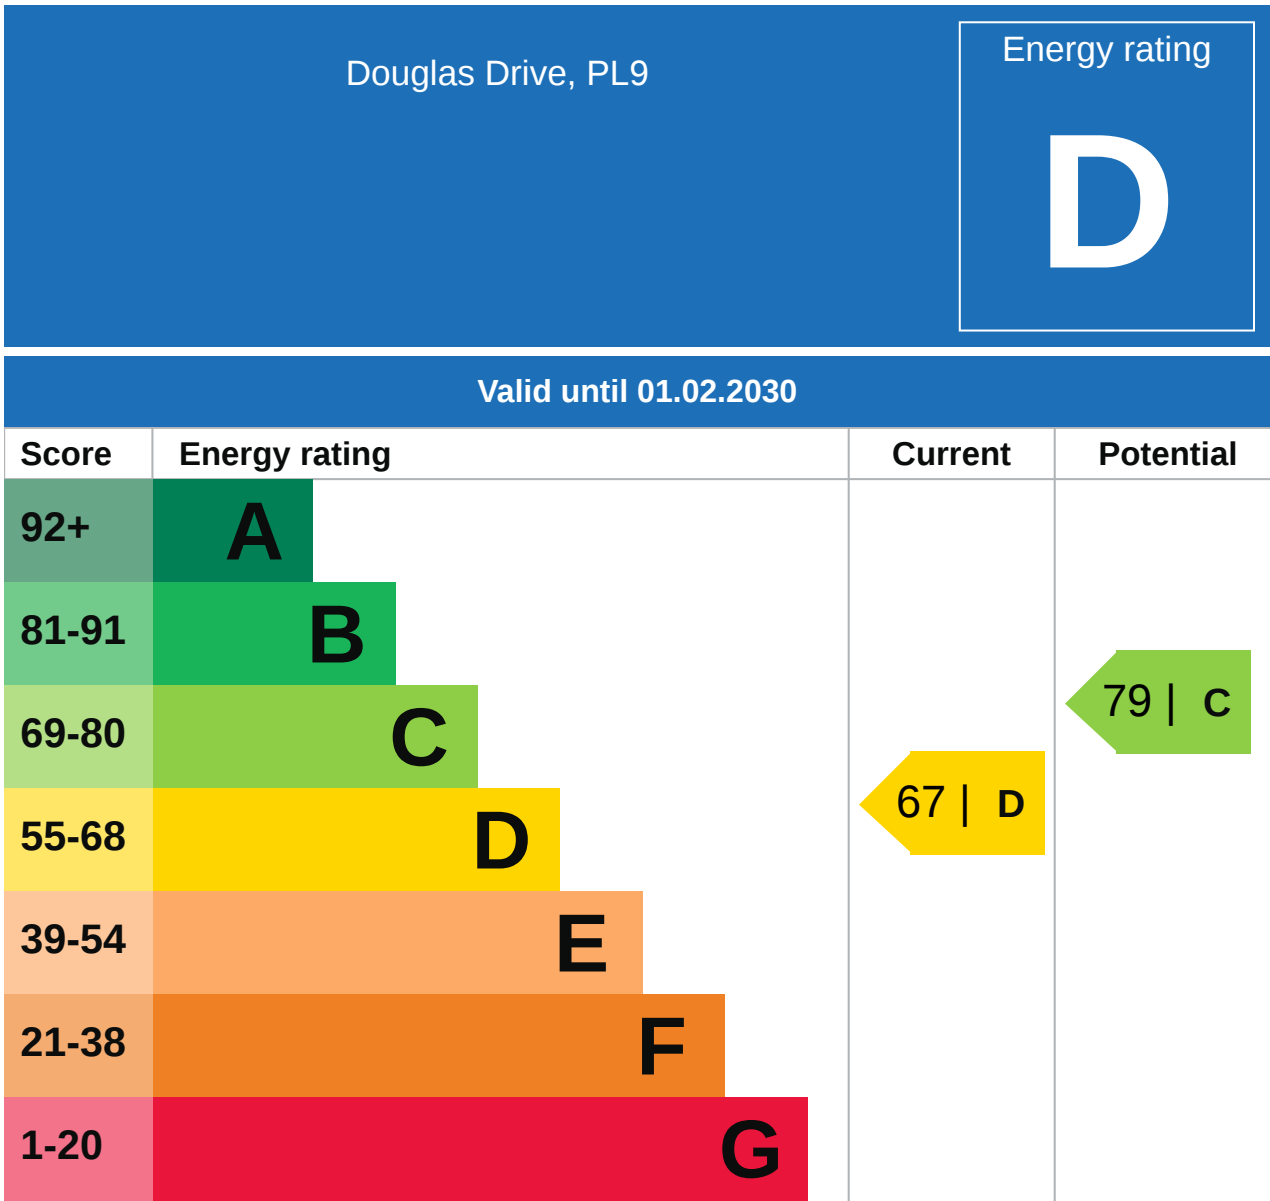 Douglas Drive, PL9
Energy rating
D
Valid until 01.02.2030
Score Energy rating Current Potential
92+ A
81-91 B
79 | C
69-80 C
67 | D
55-68 D
39-54 E
21-38 F
1-20 G